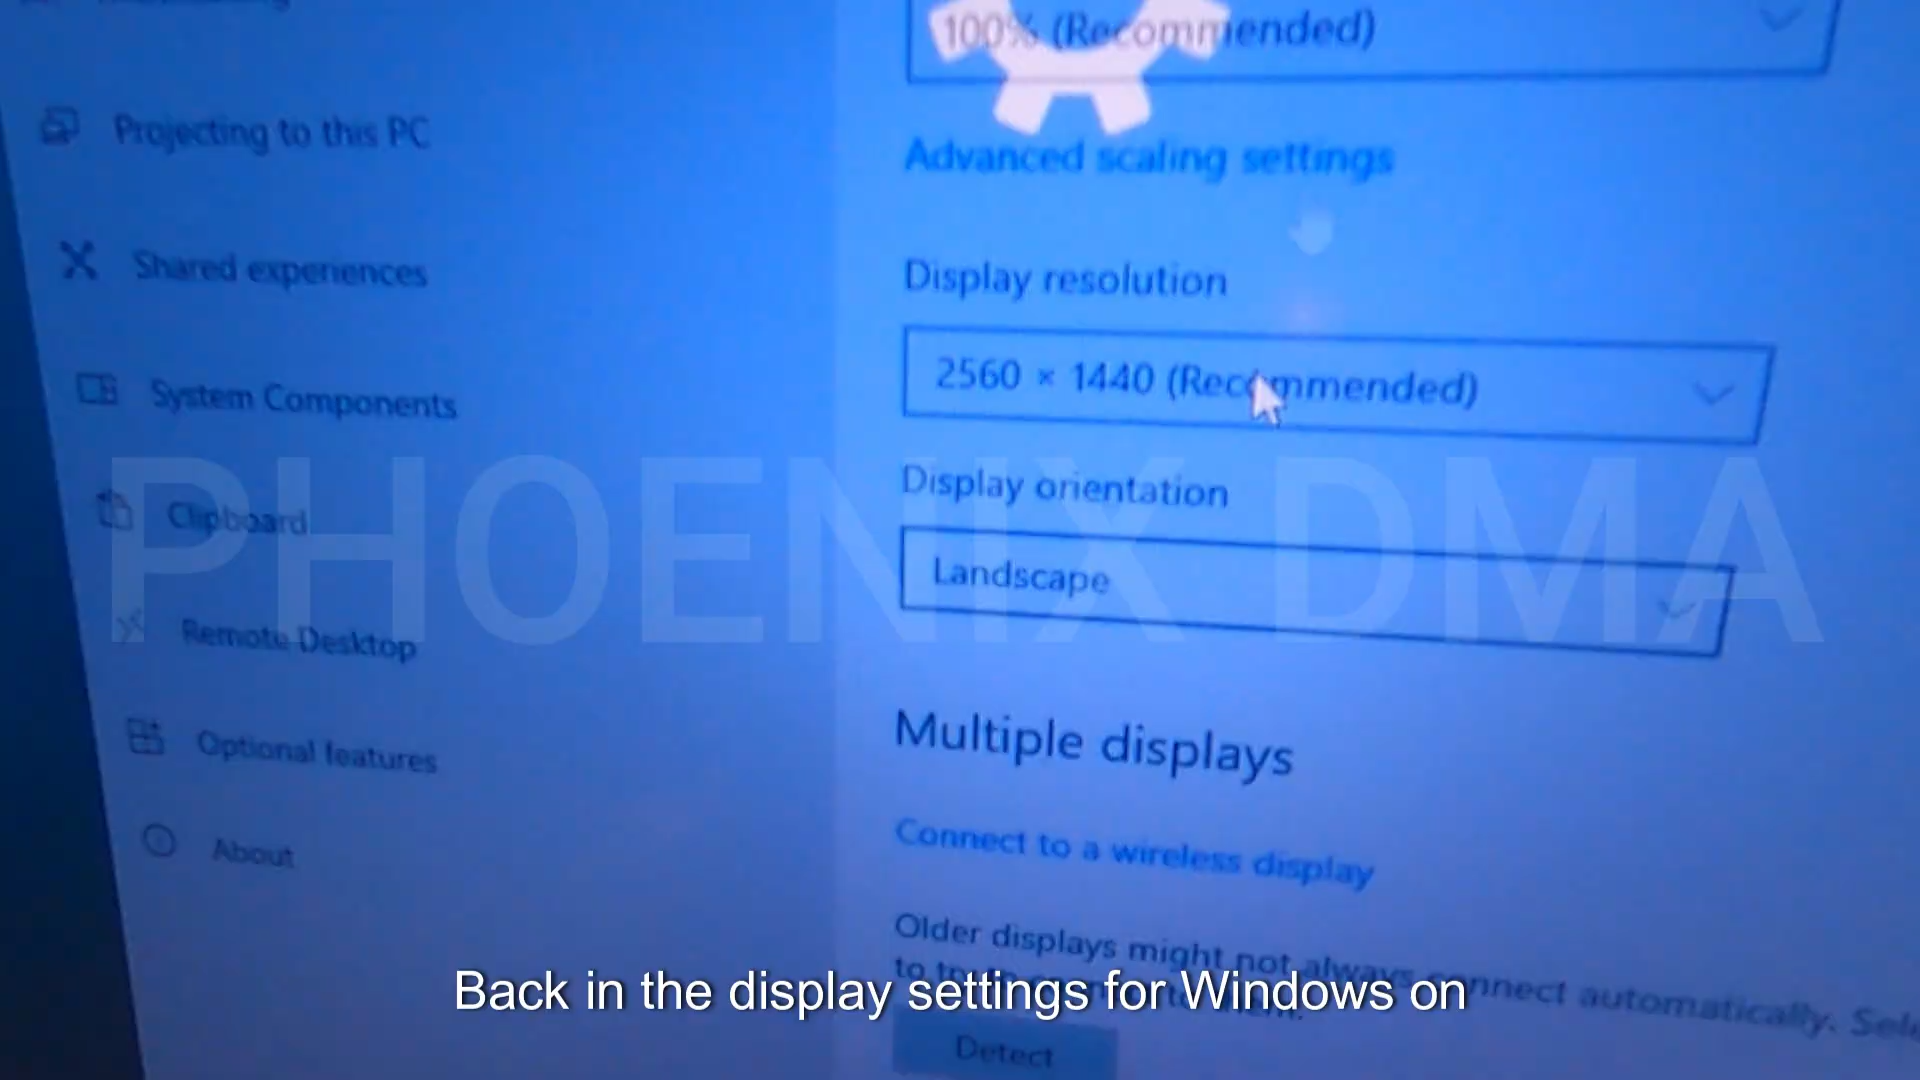 100% (Recommended)
Projecting to this PC
Advanced scaling settings
Shared experiences
Display resolution
2560 × 1440 (Recommended)
System Components
Display orientation
Clipboard
PHOENIX DMA
Landscape
Remote Desktop
Optional features
Multiple displays
Connect to a wireless display
About
Older displays might not always connect automatically.
Back in the display settings for Windows on
Detect